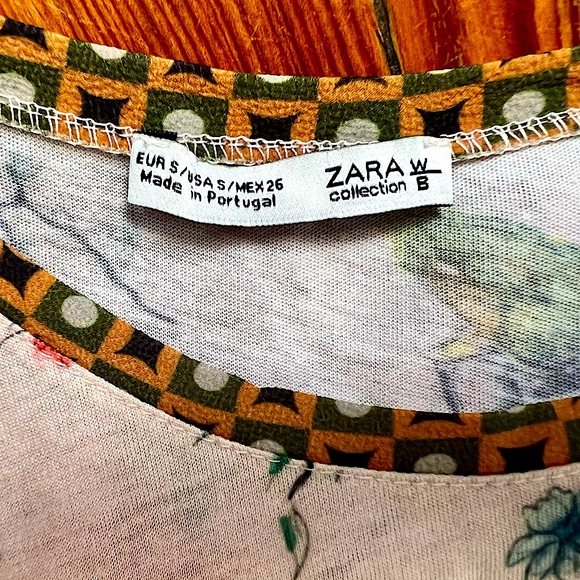 EUR S/USA S/MEX 26
Made in Portugal
ZARA W
collection B